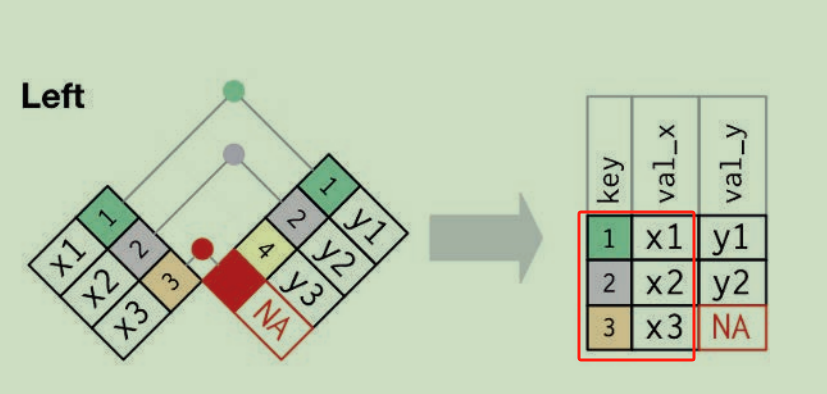 Left
1
2
3
x1
x2
x3
1
2
4
y1
y2
y3
NA
key val_x val_y
1 x1 y1
2 x2 y2
3 x3 NA